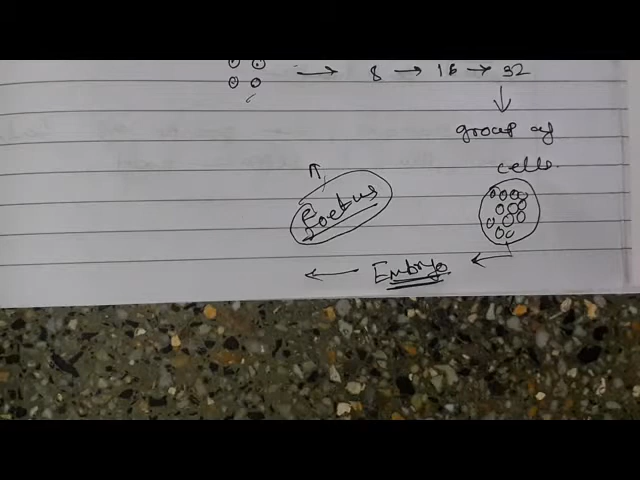 → 8 → 16 → 32
group of
cells.
Foetus
Embryo